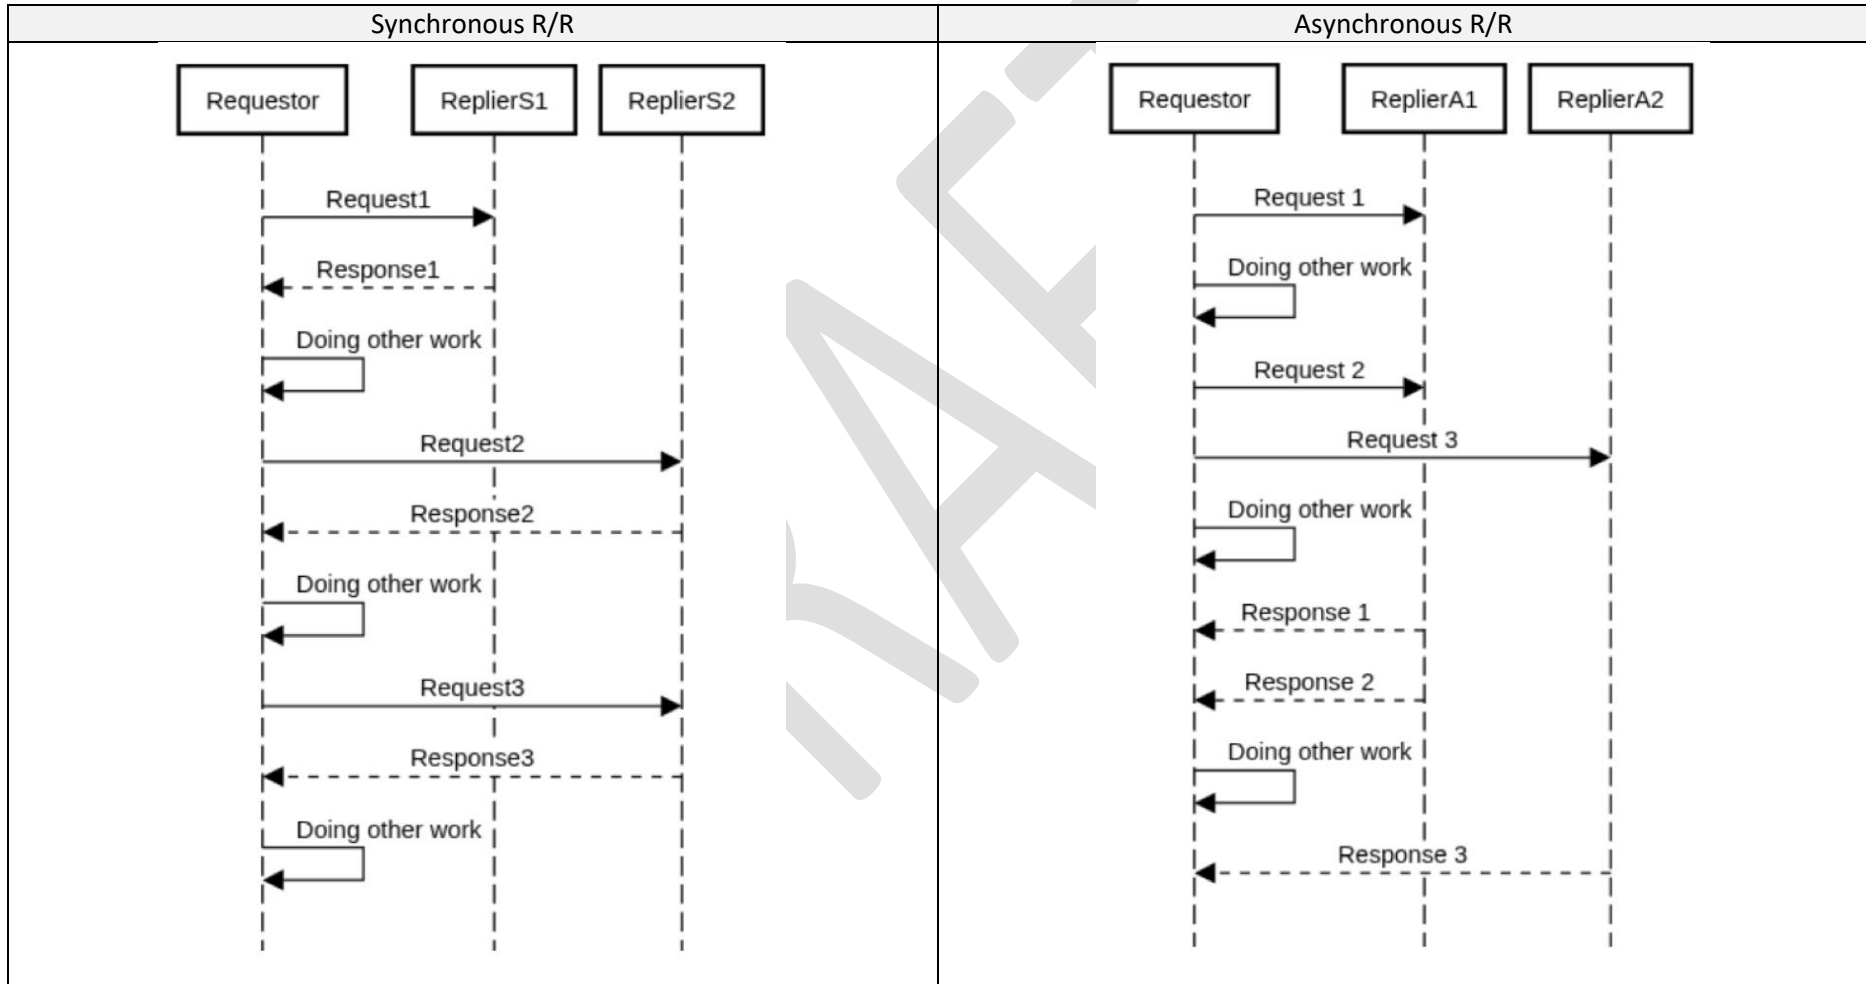 Synchronous R/R
Requestor
ReplierS1
ReplierS2
Request1
Response1
Doing other work
Request2
Response2
Doing other work
Request3
Response3
Doing other work
Asynchronous R/R
Requestor
ReplierA1
ReplierA2
Request 1
Doing other work
Request 2
Request 3
Doing other work
Response 1
Response 2
Doing other work
Response 3